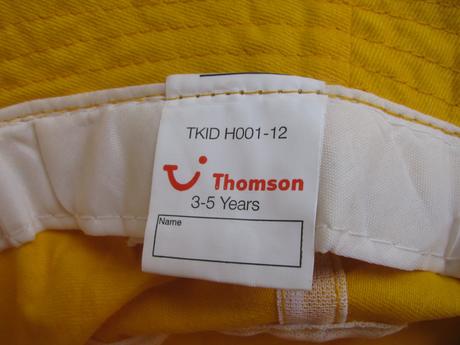 TKID H001-12
Thomson
3-5 Years
Name